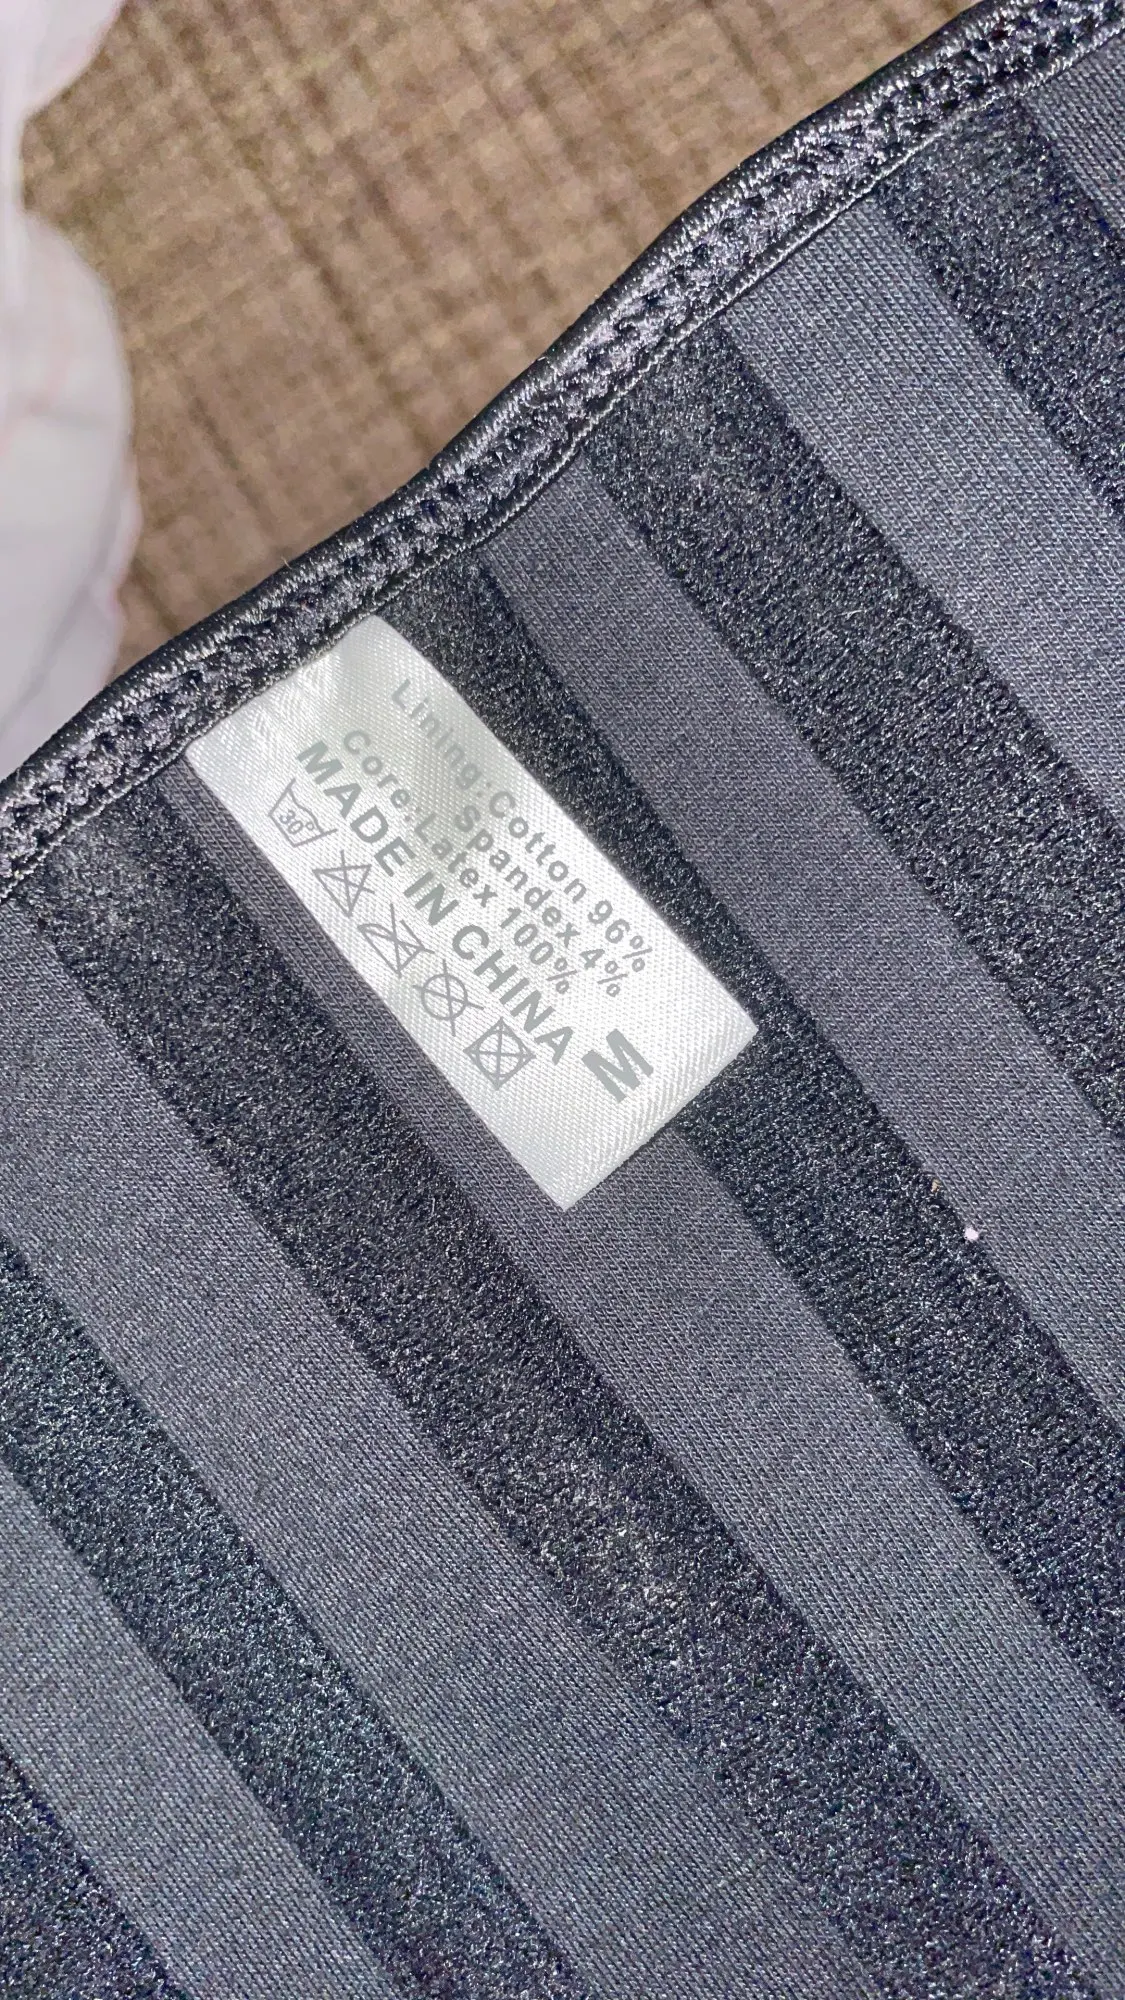 Lining:Cotton 96%
Spandex 4%
Core:Latex 100%
MADE IN CHINA
30°
M